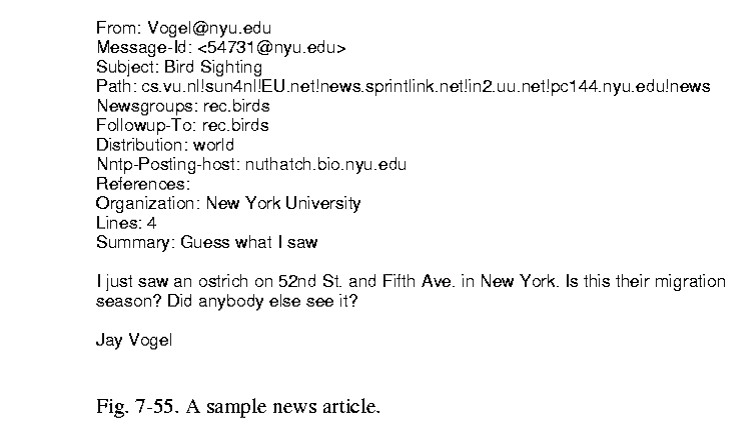 From: Vogel@nyu.edu
Message-Id: <54731@nyu.edu>
Subject: Bird Sighting
Path: cs.vu.nl!sun4nl!EU.net!news.sprintlink.net!in2.uu.net!pc144.nyu.edu!news
Newsgroups: rec.birds
Followup-To: rec.birds
Distribution: world
Nntp-Posting-host: nuthatch.bio.nyu.edu
References:
Organization: New York University
Lines: 4
Summary: Guess what I saw
I just saw an ostrich on 52nd St. and Fifth Ave. in New York. Is this their migration
season? Did anybody else see it?
Jay Vogel
Fig. 7-55. A sample news article.